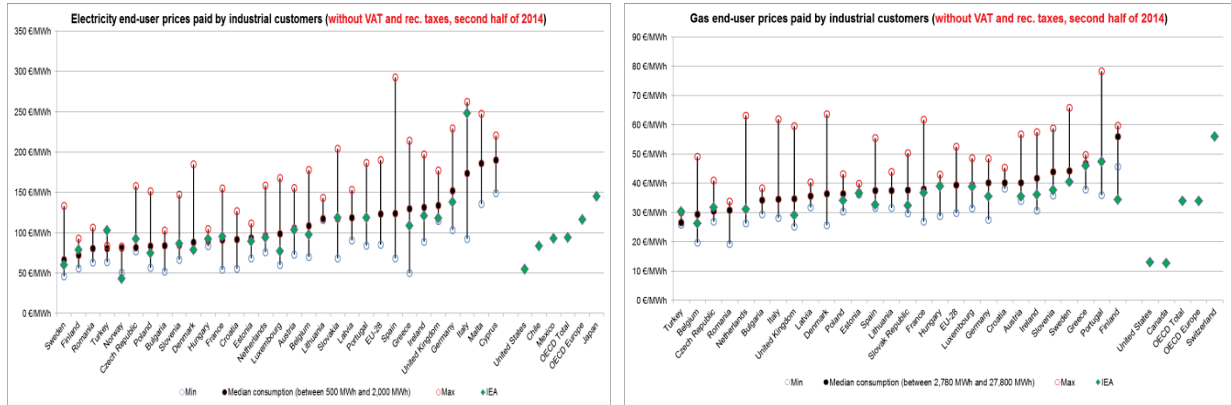 Electricity end-user prices paid by industrial customers (without VAT and rec. taxes, second half of 2014)
350 €/MWh
300 €/MWh
250 €/MWh
200 €/MWh
150 €/MWh
100 €/MWh
50 €/MWh
0 €/MWh
Sweden
Finland
Romania
Turkey
Norway
Czech Republic
Poland
Bulgaria
Slovenia
Denmark
Hungary
France
Croatia
Estonia
Netherlands
Luxembourg
Austria
Belgium
Lithuania
Slovakia
Latvia
Portugal
EU-28
Spain
Greece
Ireland
United Kingdom
Germany
Italy
Malta
Cyprus
United States
Chile
Mexico
OECD Total
OECD Europe
Japan
Min
Median consumption (between 500 MWh and 2,000 MWh)
Max
IEA
Gas end-user prices paid by industrial customers (without VAT and rec. taxes, second half of 2014)
90 €/MWh
80 €/MWh
70 €/MWh
60 €/MWh
50 €/MWh
40 €/MWh
30 €/MWh
20 €/MWh
10 €/MWh
0 €/MWh
Turkey
Belgium
Czech Republic
Romania
Netherlands
Bulgaria
Italy
United Kingdom
Latvia
Denmark
Poland
Estonia
Spain
Lithuania
Slovak Republic
France
Hungary
EU-28
Luxembourg
Germany
Croatia
Austria
Ireland
Slovenia
Sweden
Greece
Portugal
Finland
United States
Canada
OECD Total
OECD Europe
Switzerland
Min
Median consumption (between 2,780 MWh and 27,800 MWh)
Max
IEA